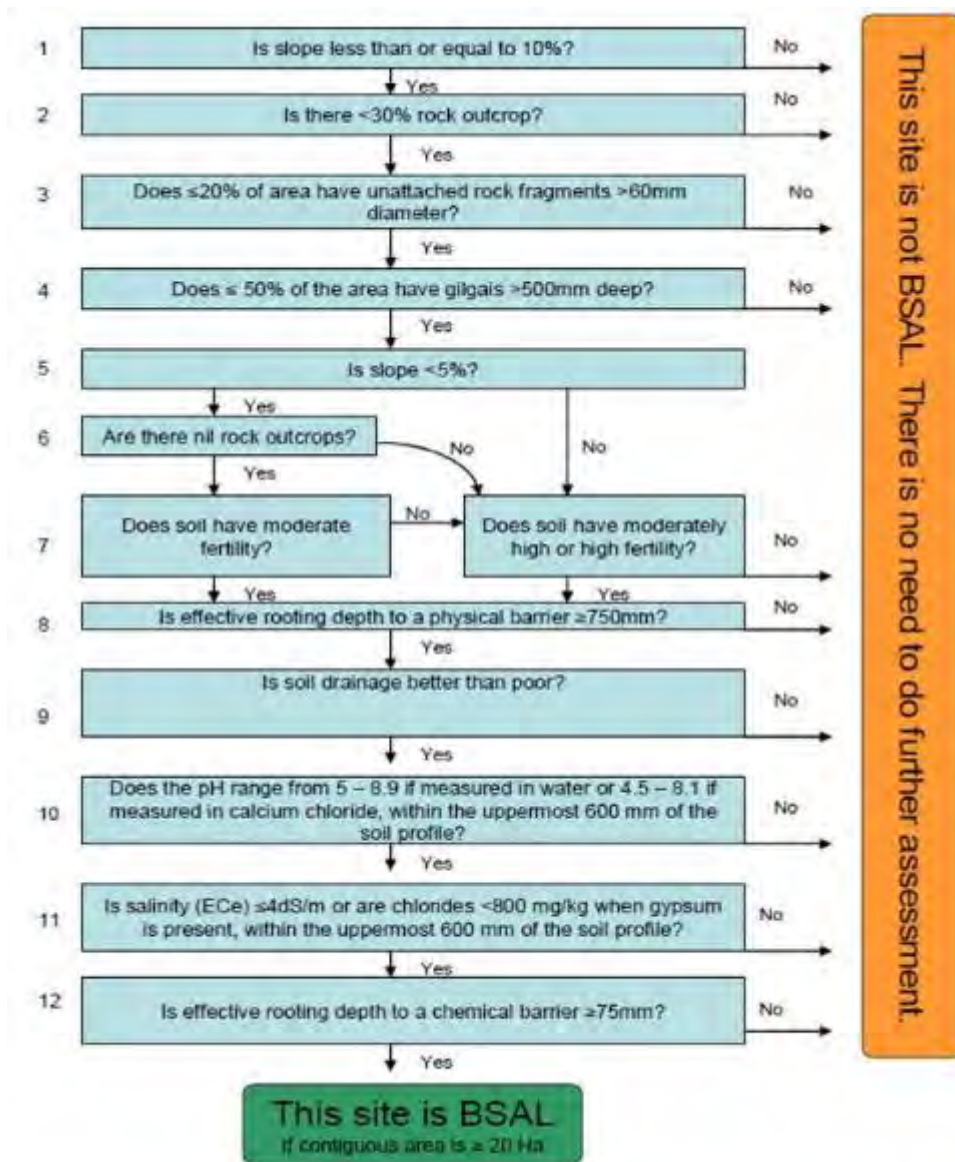 1
Is slope less than or equal to 10%?
No
Yes
2
Is there <30% rock outcrop?
No
Yes
3
Does ≤20% of area have unattached rock fragments >60mm
diameter?
No
Yes
4
Does ≤ 50% of the area have gilgais >500mm deep?
No
Yes
5
Is slope <5%?
Yes
No
6
Are there nil rock outcrops?
No
Yes
7
Does soil have moderate
fertility?
No
Does soil have moderately
high or high fertility?
No
Yes
Yes
8
Is effective rooting depth to a physical barrier ≥750mm?
No
Yes
9
Is soil drainage better than poor?
No
Yes
10
Does the pH range from 5 – 8.9 if measured in water or 4.5 – 8.1 if
measured in calcium chloride, within the uppermost 600 mm of the
soil profile?
No
Yes
11
Is salinity (ECe) ≤4dS/m or are chlorides <800 mg/kg when gypsum
is present, within the uppermost 600 mm of the soil profile?
No
Yes
12
Is effective rooting depth to a chemical barrier ≥75mm?
No
Yes
This site is BSAL
if contiguous area is ≥ 20 Ha
This site is not BSAL. There is no need to do further assessment.